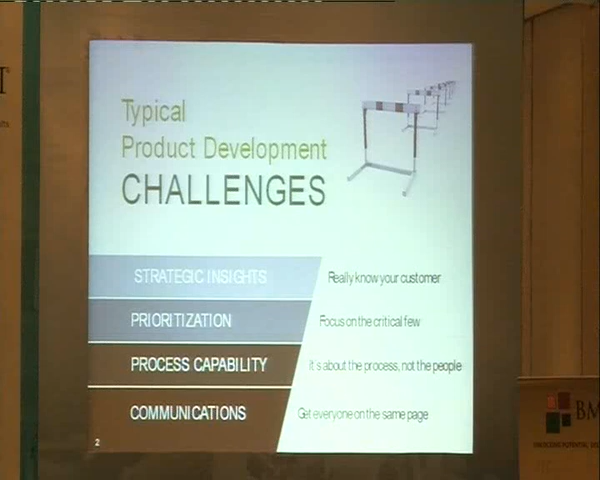 Typical
Product Development
CHALLENGES
STRATEGIC INSIGHTS
Really know your customer
PRIORITIZATION
Focus on the critical few
PROCESS CAPABILITY
It's about the process, not the people
COMMUNICATIONS
Get everyone on the same page
2
BM